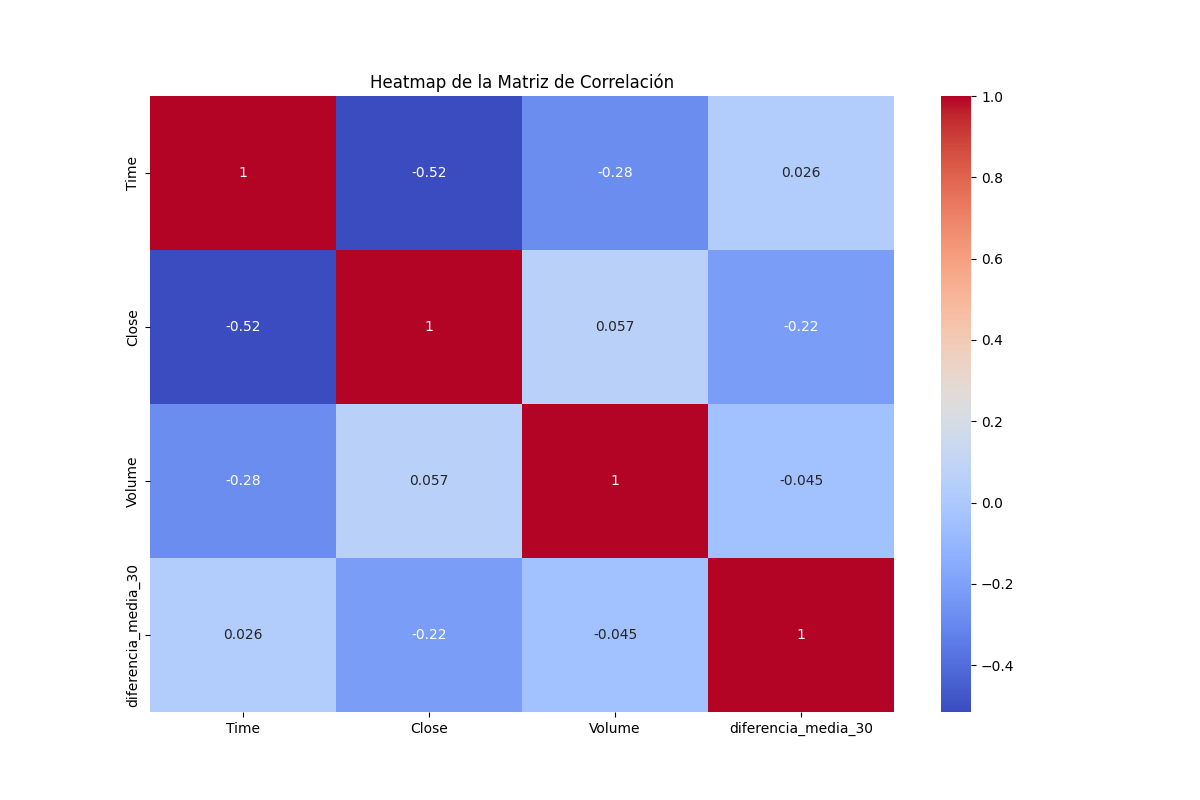 Heatmap de la Matriz de Correlación
Time
1
-0.52
-0.28
0.026
Close
-0.52
1
0.057
-0.22
Volume
-0.28
0.057
1
-0.045
diferencia_media_30
0.026
-0.22
-0.045
1
Time
Close
Volume
diferencia_media_30
1.0
0.8
0.6
0.4
0.2
0.0
−0.2
−0.4